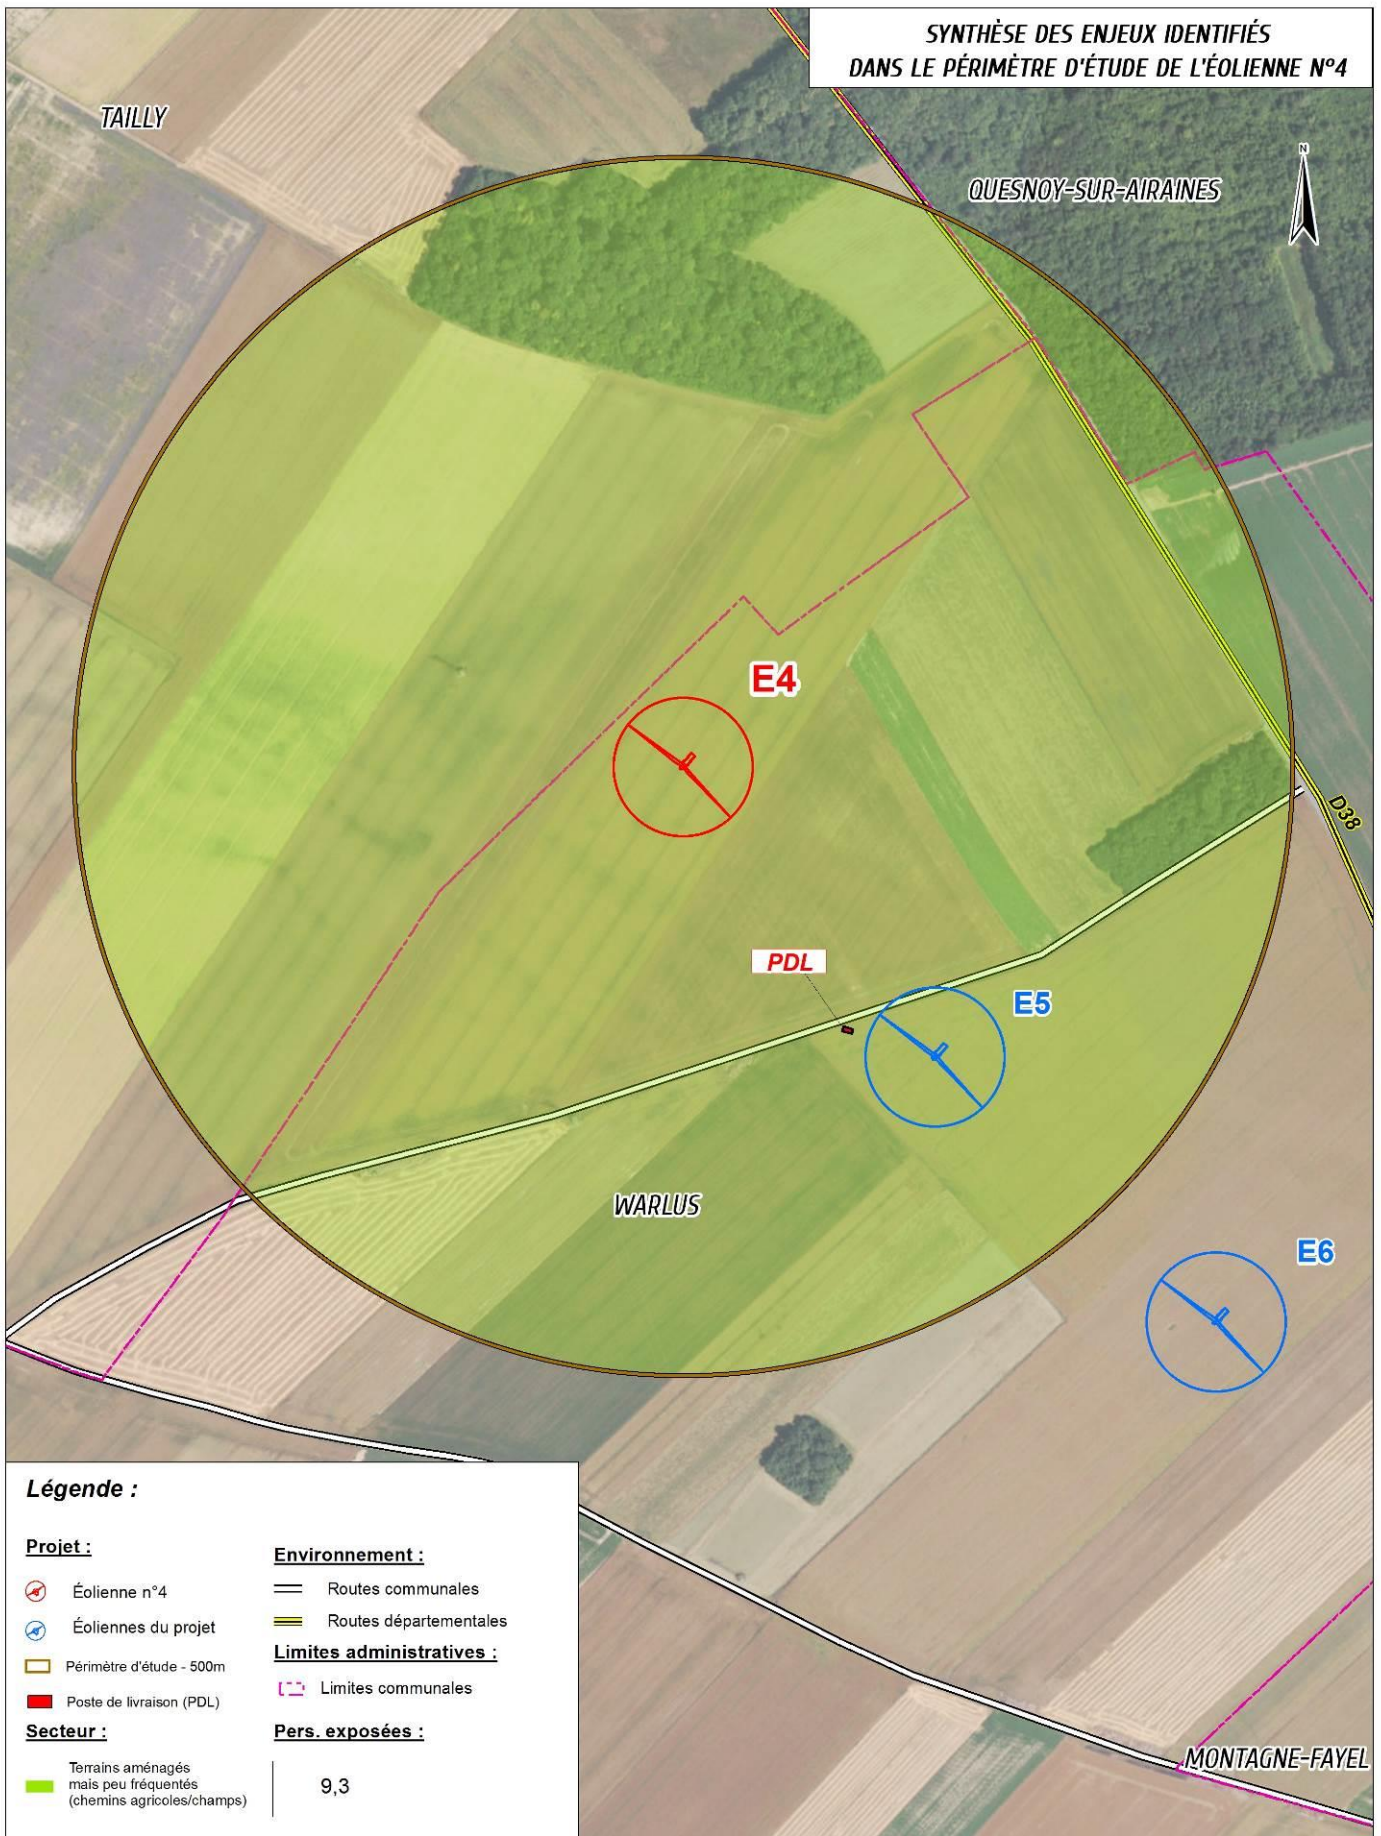 SYNTHÈSE DES ENJEUX IDENTIFIÉS
DANS LE PÉRIMÈTRE D'ÉTUDE DE L'ÉOLIENNE N°4
TAILLY
QUESNOY-SUR-AIRAINES
N
E4
D38
PDL
E5
WARLUS
E6
MONTAGNE-FAYEL
Légende :
Projet :
Éolienne n°4
Éoliennes du projet
Périmètre d'étude - 500m
Poste de livraison (PDL)
Secteur :
Terrains aménagés
mais peu fréquentés
(chemins agricoles/champs)
Environnement :
Routes communales
Routes départementales
Limites administratives :
Limites communales
Pers. exposées :
9,3